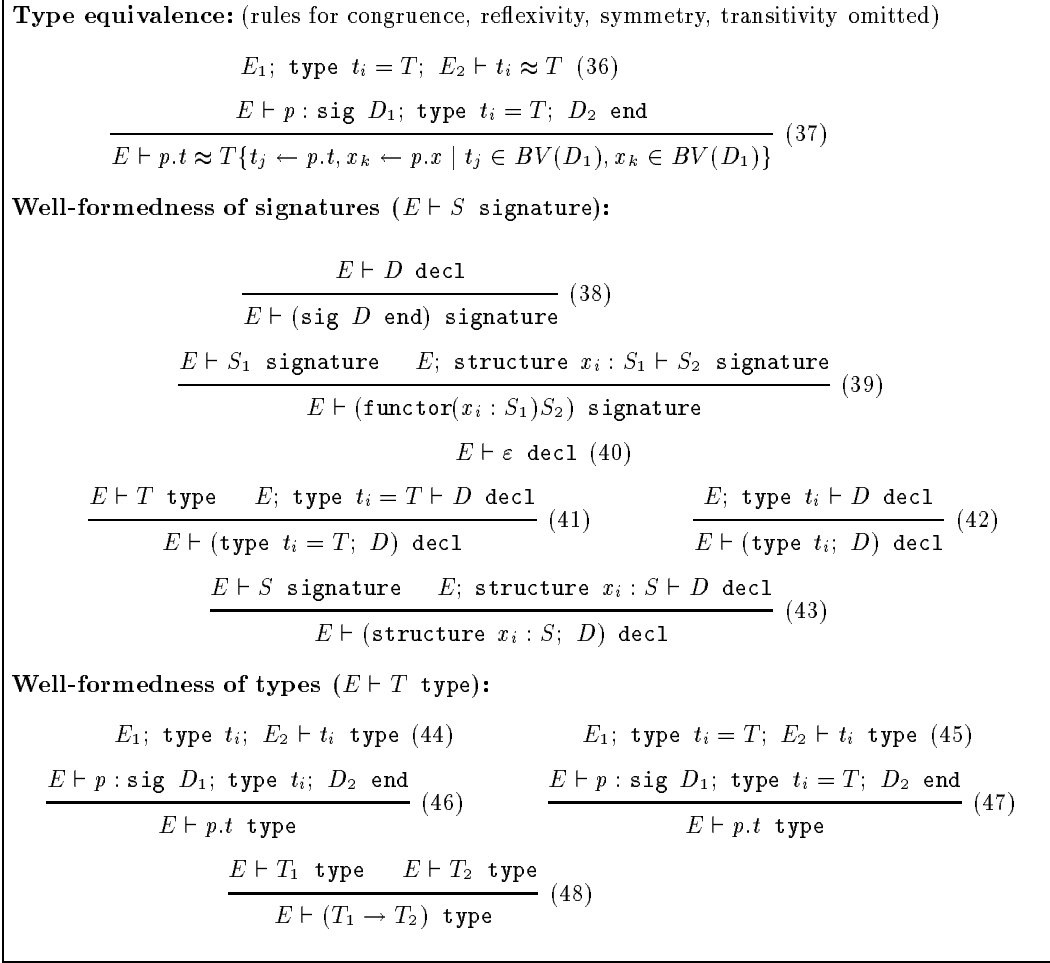 Type equivalence: (rules for congruence, reflexivity, symmetry, transitivity omitted)
E₁; type tᵢ = T; E₂ ⊢ tᵢ ≈ T (36)
E ⊢ p : sig D₁; type tᵢ = T; D₂ end
E ⊢ p.t ≈ T{tⱼ ← p.t, xₖ ← p.x | tⱼ ∈ BV(D₁), xₖ ∈ BV(D₁)} (37)
Well-formedness of signatures (E ⊢ S signature):
E ⊢ D decl
E ⊢ (sig D end) signature (38)
E ⊢ S₁ signature E; structure xᵢ : S₁ ⊢ S₂ signature
E ⊢ (functor(xᵢ : S₁)S₂) signature (39)
E ⊢ ε decl (40)
E ⊢ T type E; type tᵢ = T ⊢ D decl
E ⊢ (type tᵢ = T; D) decl (41)
E; type tᵢ ⊢ D decl
E ⊢ (type tᵢ; D) decl (42)
E ⊢ S signature E; structure xᵢ : S ⊢ D decl
E ⊢ (structure xᵢ : S; D) decl (43)
Well-formedness of types (E ⊢ T type):
E₁; type tᵢ; E₂ ⊢ tᵢ type (44) E₁; type tᵢ = T; E₂ ⊢ tᵢ type (45)
E ⊢ p : sig D₁; type tᵢ; D₂ end
E ⊢ p.t type (46)
E ⊢ p : sig D₁; type tᵢ = T; D₂ end
E ⊢ p.t type (47)
E ⊢ T₁ type E ⊢ T₂ type
E ⊢ (T₁ → T₂) type (48)